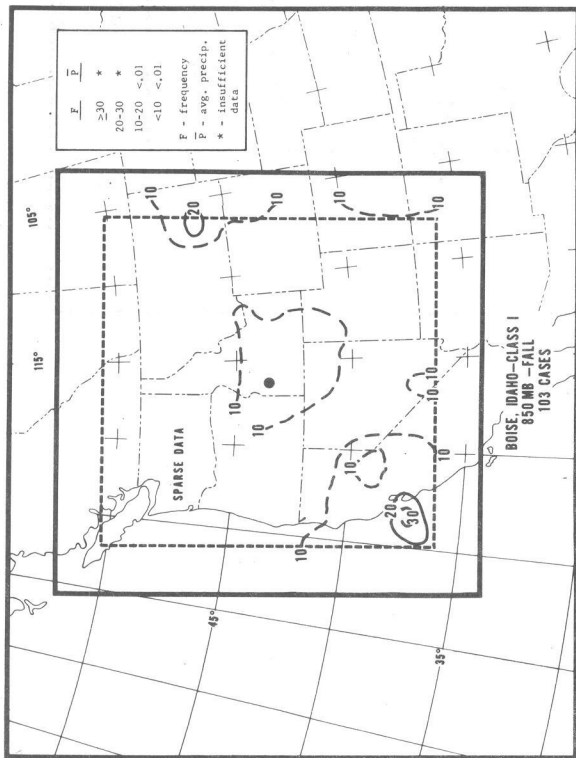 115°
105°
F P̄
≥30 *
20-30 *
10-20 <.01
<10 <.01
F - frequency
P̄ - avg. precip.
* - insufficient
data
10
20
10
SPARSE DATA
45°
10
10
10
10
10
10
10
10
20
30
10
10
35°
BOISE, IDAHO—CLASS I
850 MB —FALL
103 CASES